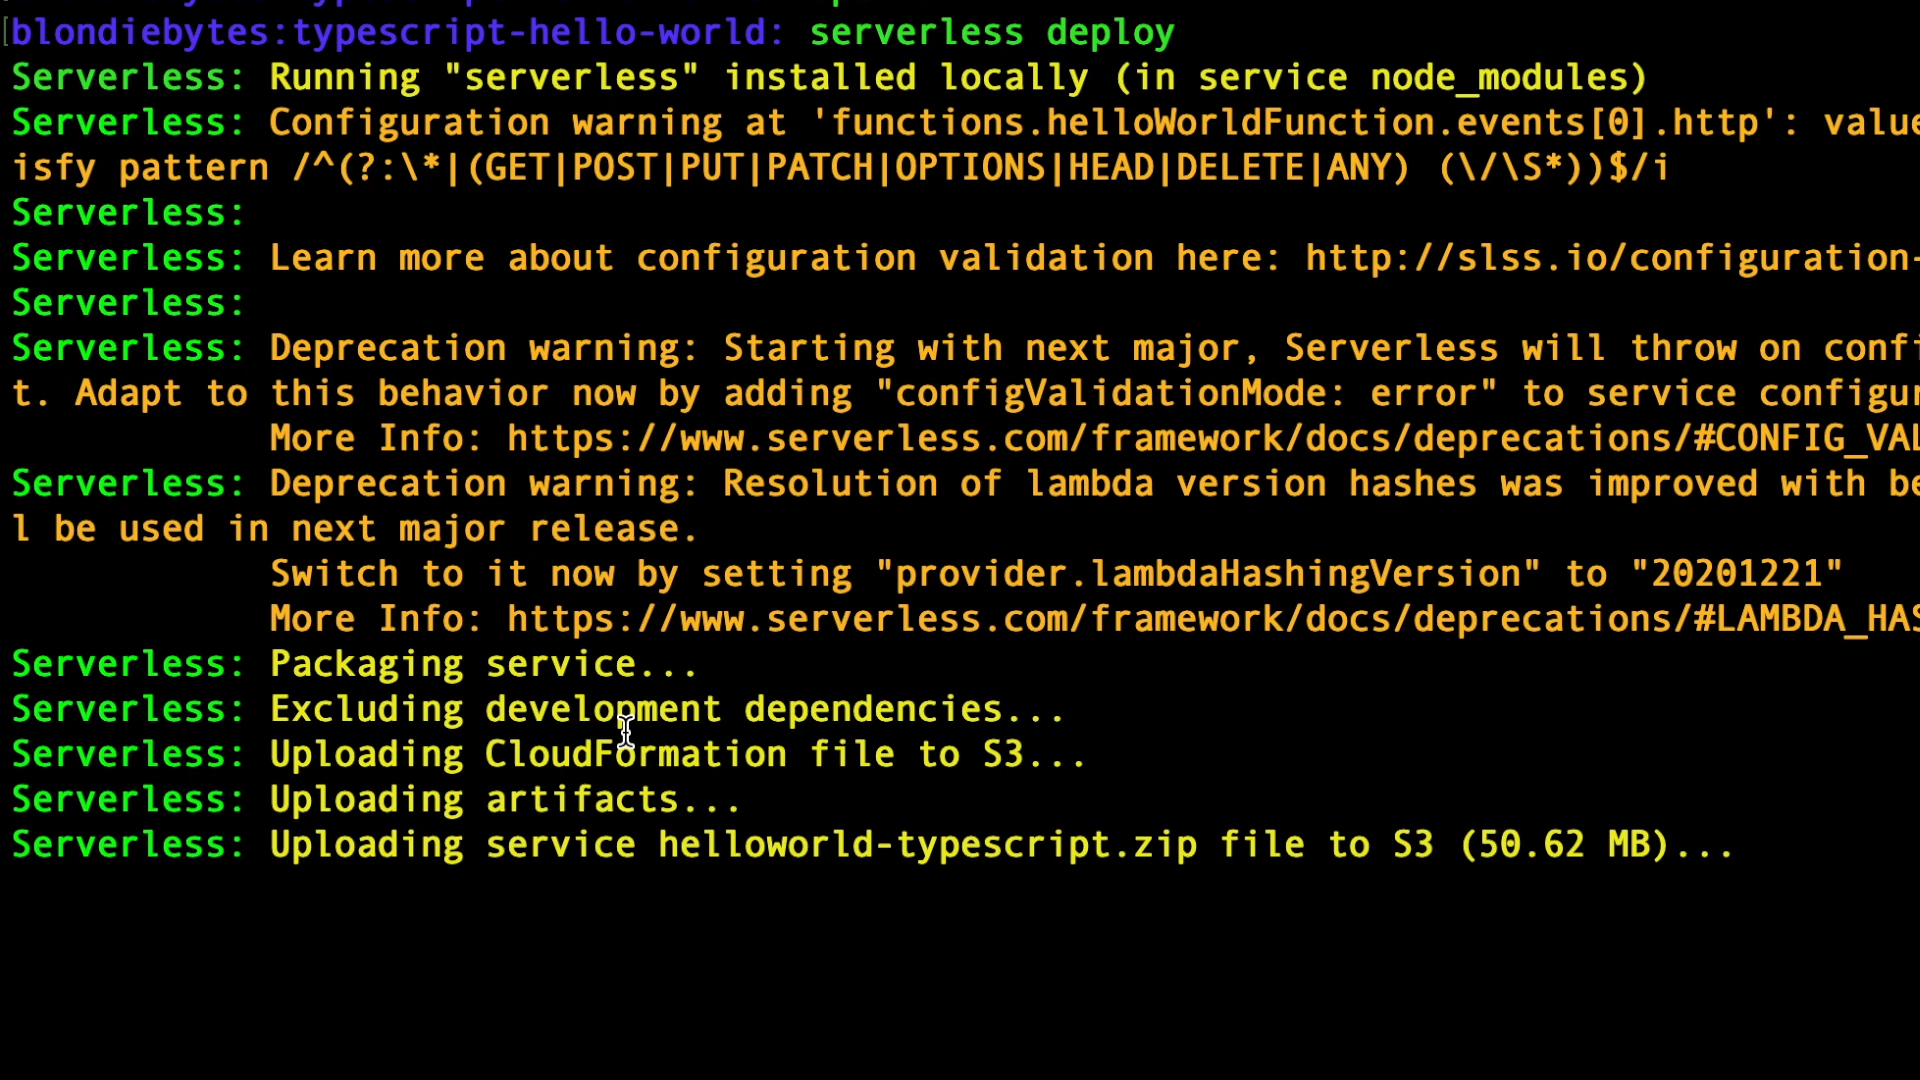 blondiebytes:typescript-hello-world: serverless deploy
Serverless: Running "serverless" installed locally (in service node_modules)
Serverless: Configuration warning at 'functions.helloWorldFunction.events[0].http': value
isfy pattern /^(?:\*|(GET|POST|PUT|PATCH|OPTIONS|HEAD|DELETE|ANY) (\/\S*))$/i
Serverless:
Serverless: Learn more about configuration validation here: http://slss.io/configuration-
Serverless:
Serverless: Deprecation warning: Starting with next major, Serverless will throw on confi
t. Adapt to this behavior now by adding "configValidationMode: error" to service configur
More Info: https://www.serverless.com/framework/docs/deprecations/#CONFIG_VAL
Serverless: Deprecation warning: Resolution of lambda version hashes was improved with be
l be used in next major release.
Switch to it now by setting "provider.lambdaHashingVersion" to "20201221"
More Info: https://www.serverless.com/framework/docs/deprecations/#LAMBDA_HAS
Serverless: Packaging service...
Serverless: Excluding development dependencies...
Serverless: Uploading CloudFormation file to S3...
Serverless: Uploading artifacts...
Serverless: Uploading service helloworld-typescript.zip file to S3 (50.62 MB)...